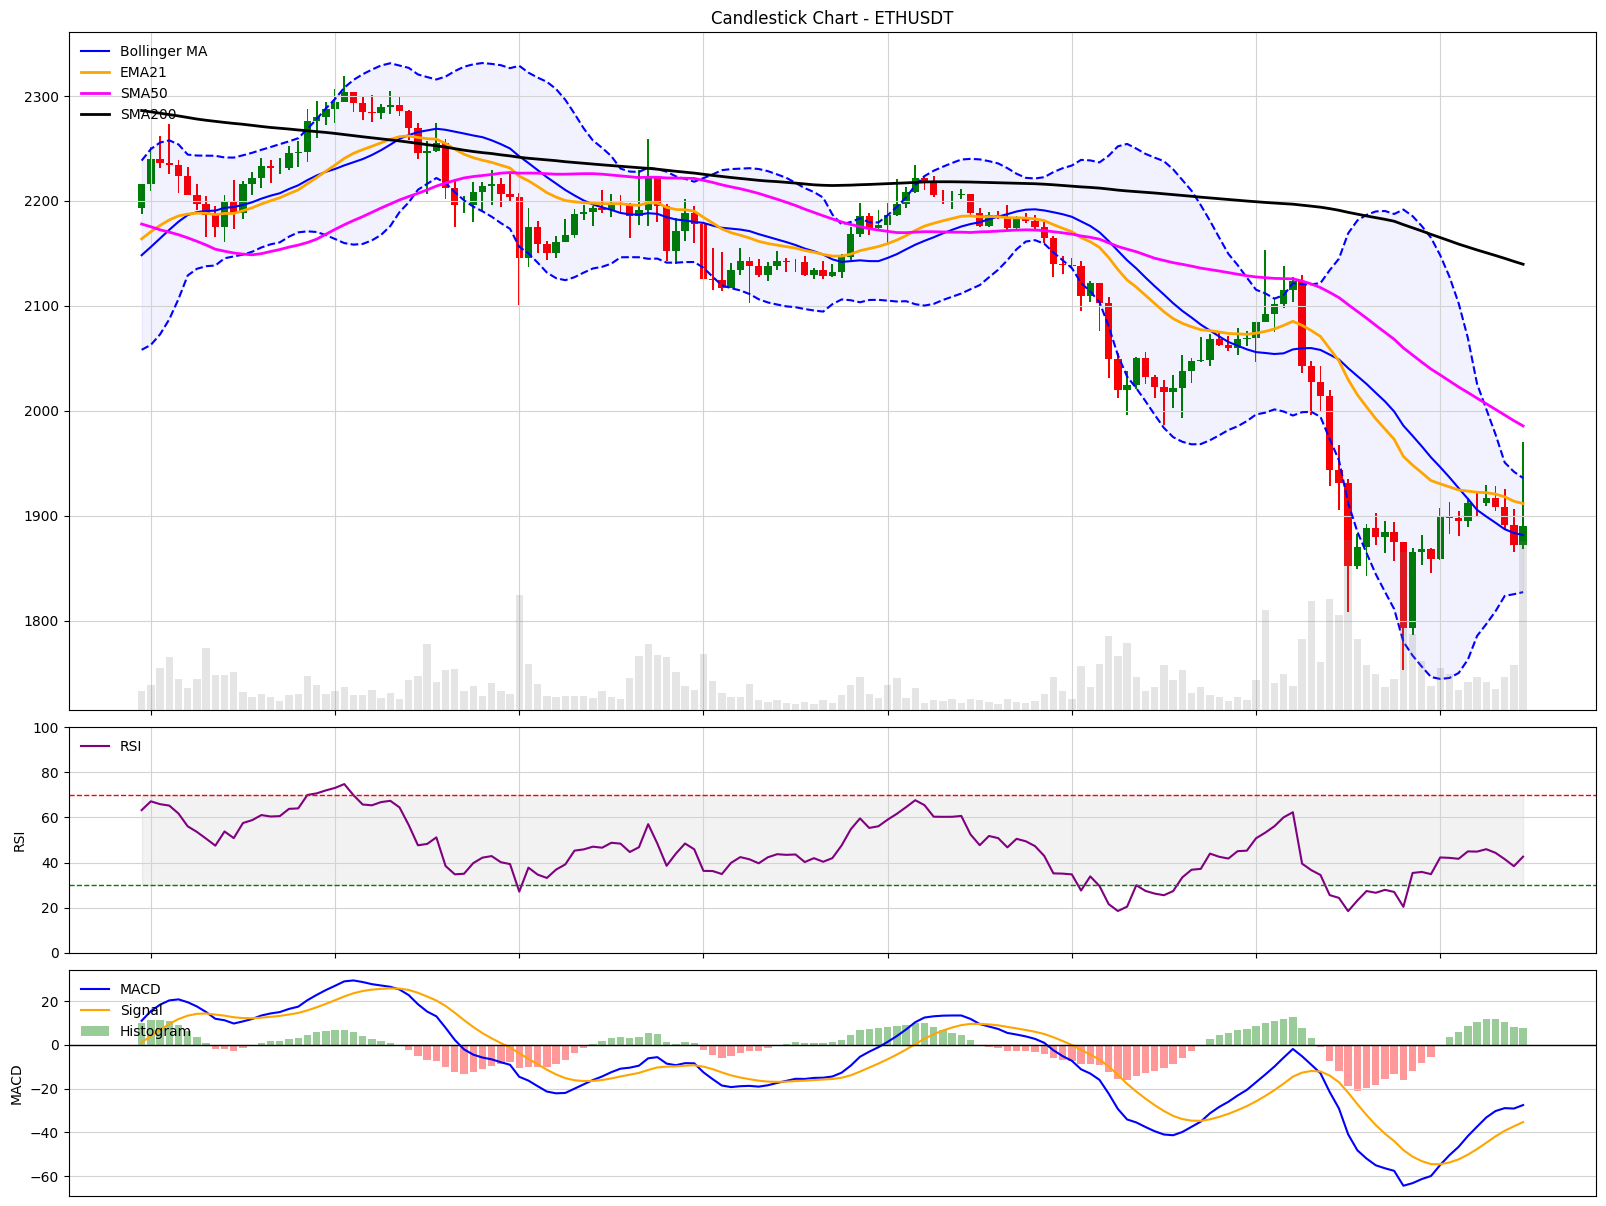 Candlestick Chart - ETHUSDT
Bollinger MA
EMA21
SMA50
SMA200
2300
2200
2100
2000
1900
1800
RSI
100
80
60
40
20
0
RSI
MACD
Signal
Histogram
20
0
−20
−40
−60
MACD